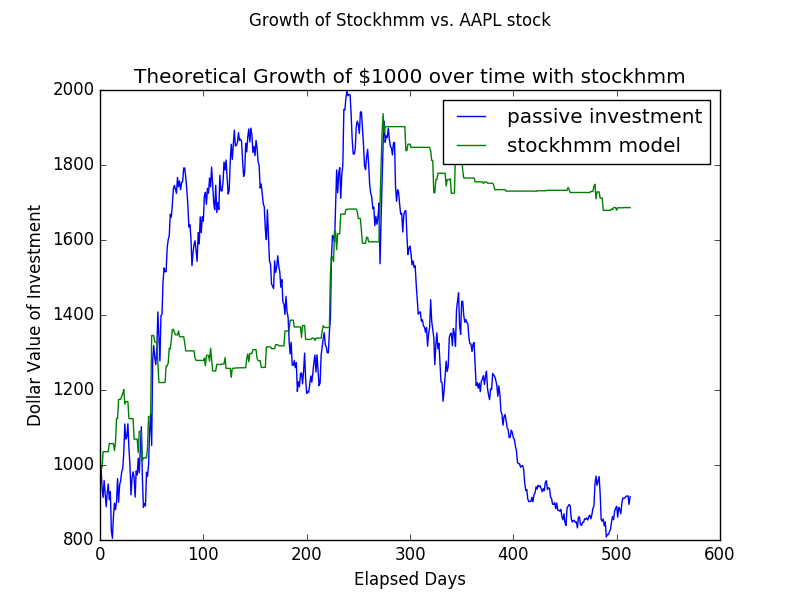 Growth of Stockhmm vs. AAPL stock
Theoretical Growth of $1000 over time with stockhmm
2000
1800
1600
1400
1200
1000
800
Dollar Value of Investment
passive investment
stockhmm model
0 100 200 300 400 500 600
Elapsed Days